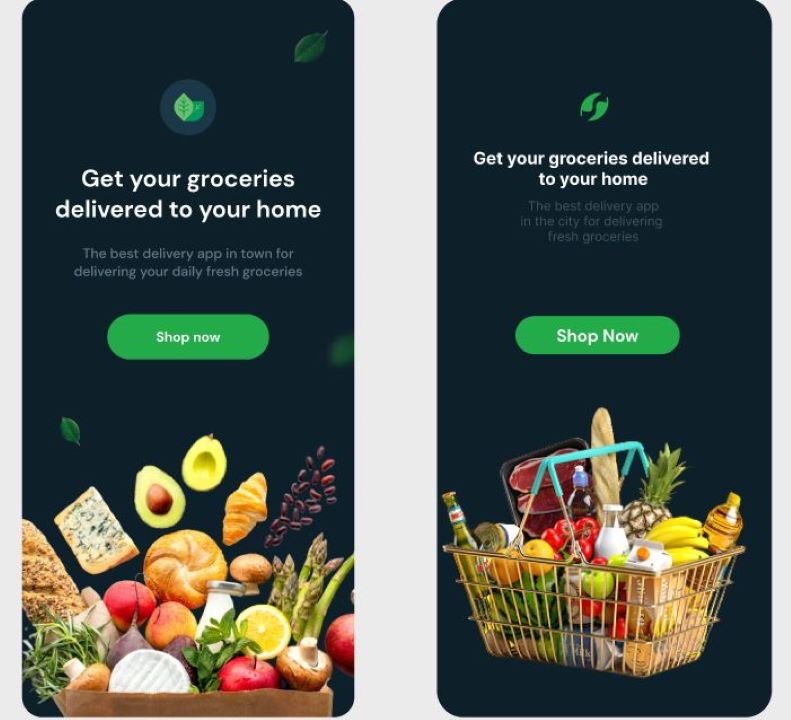 Get your groceries
delivered to your home
The best delivery app in town for
delivering your daily fresh groceries
Shop now
Get your groceries delivered
to your home
The best delivery app
in the city for delivering
fresh groceries
Shop Now
Milk